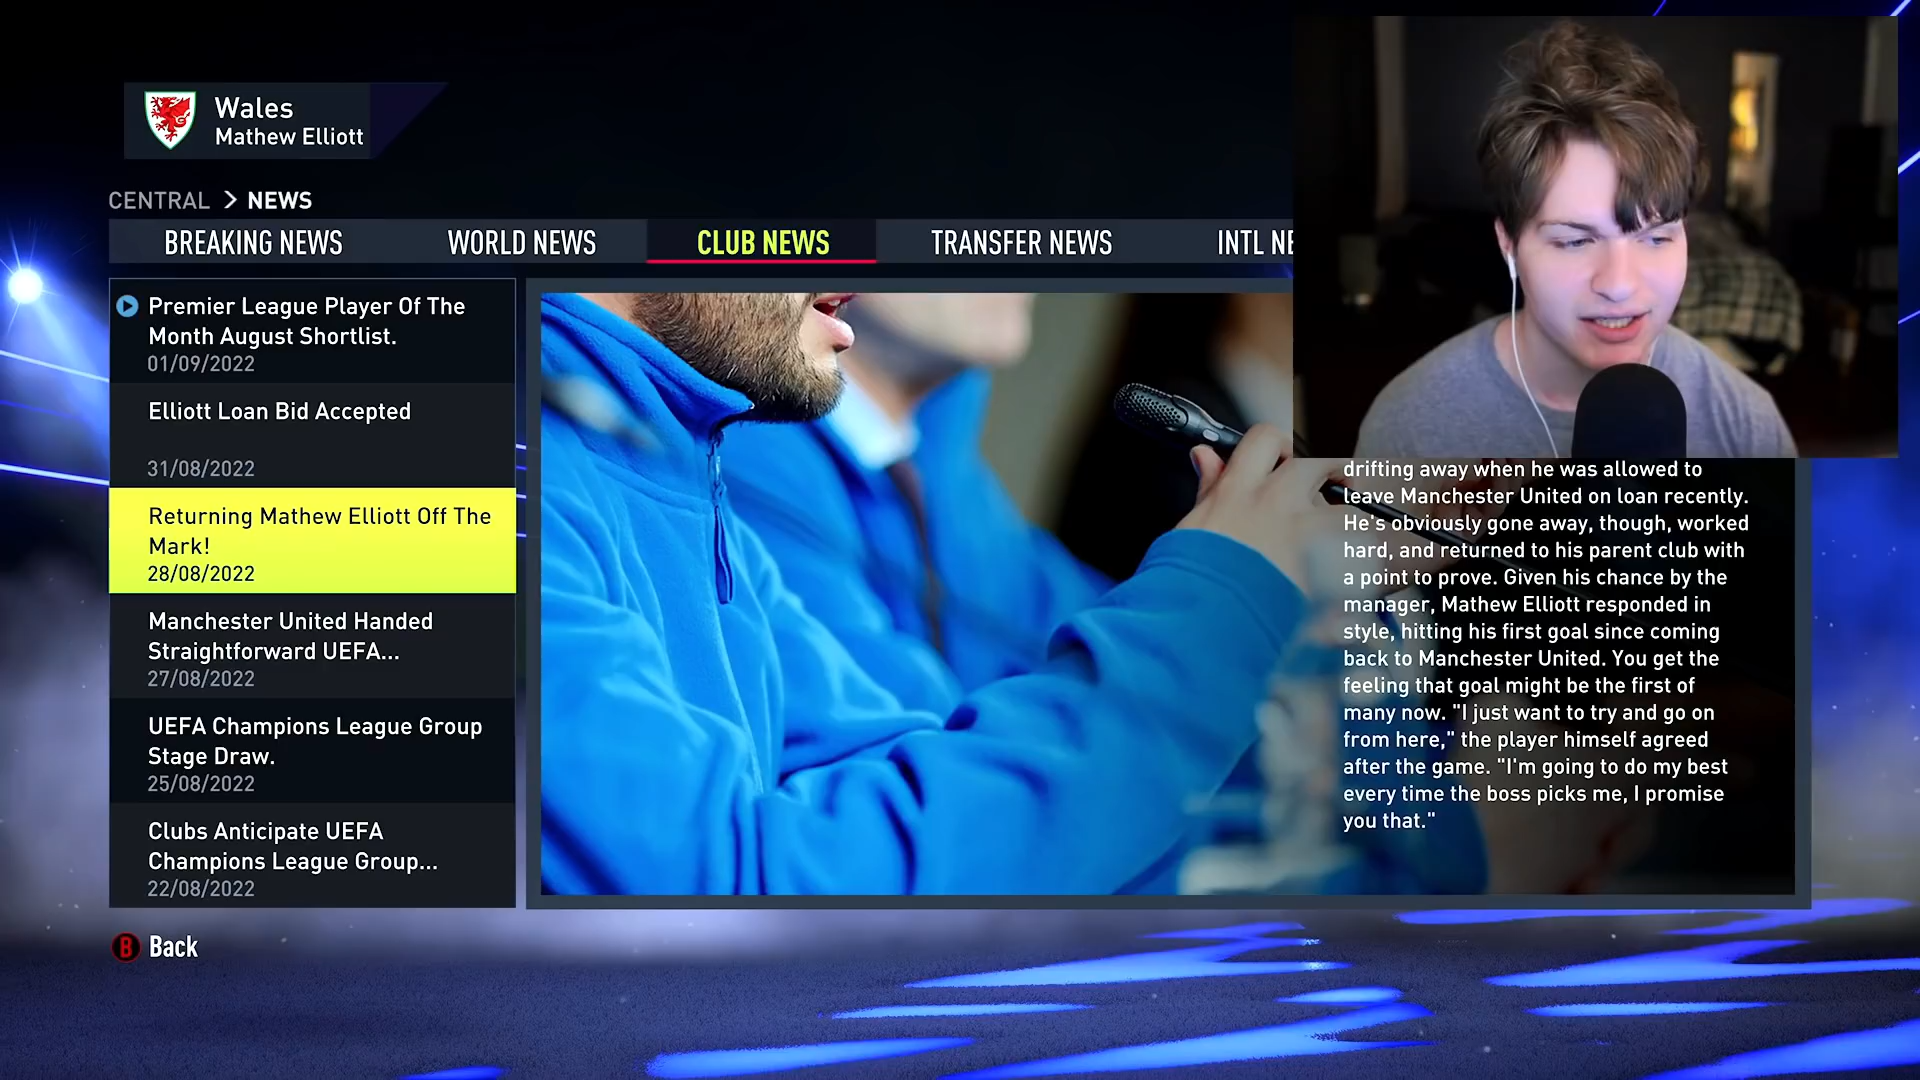 Wales
Mathew Elliott
CENTRAL > NEWS
BREAKING NEWS
WORLD NEWS
CLUB NEWS
TRANSFER NEWS
INTL
Premier League Player Of The
Month August Shortlist.
01/09/2022
Elliott Loan Bid Accepted
31/08/2022
Returning Mathew Elliott Off The
Mark!
28/08/2022
Manchester United Handed
Straightforward UEFA...
27/08/2022
UEFA Champions League Group
Stage Draw.
25/08/2022
Clubs Anticipate UEFA
Champions League Group...
22/08/2022
drifting away when he was allowed to
leave Manchester United on loan recently.
He's obviously gone away, though, worked
hard, and returned to his parent club with
a point to prove. Given his chance by the
manager, Mathew Elliott responded in
style, hitting his first goal since coming
back to Manchester United. You get the
feeling that goal might be the first of
many now. "I just want to try and go on
from here," the player himself agreed
after the game. "I'm going to do my best
every time the boss picks me, I promise
you that."
B Back